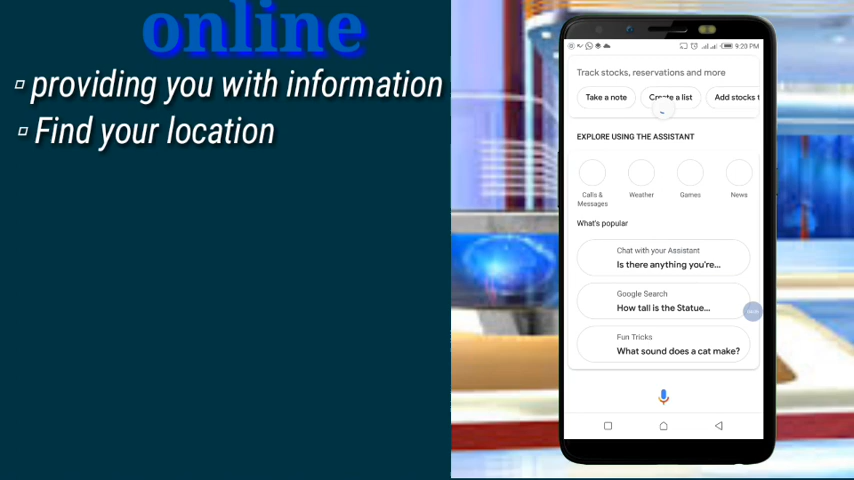 online
▫ providing you with information
▫ Find your location
9:20 PM
Track stocks, reservations and more
Take a note
Create a list
Add stocks t
EXPLORE USING THE ASSISTANT
Calls & Messages
Weather
Games
News
What's popular
Chat with your Assistant
Is there anything you're...
Google Search
How tall is the Statue...
Fun Tricks
What sound does a cat make?